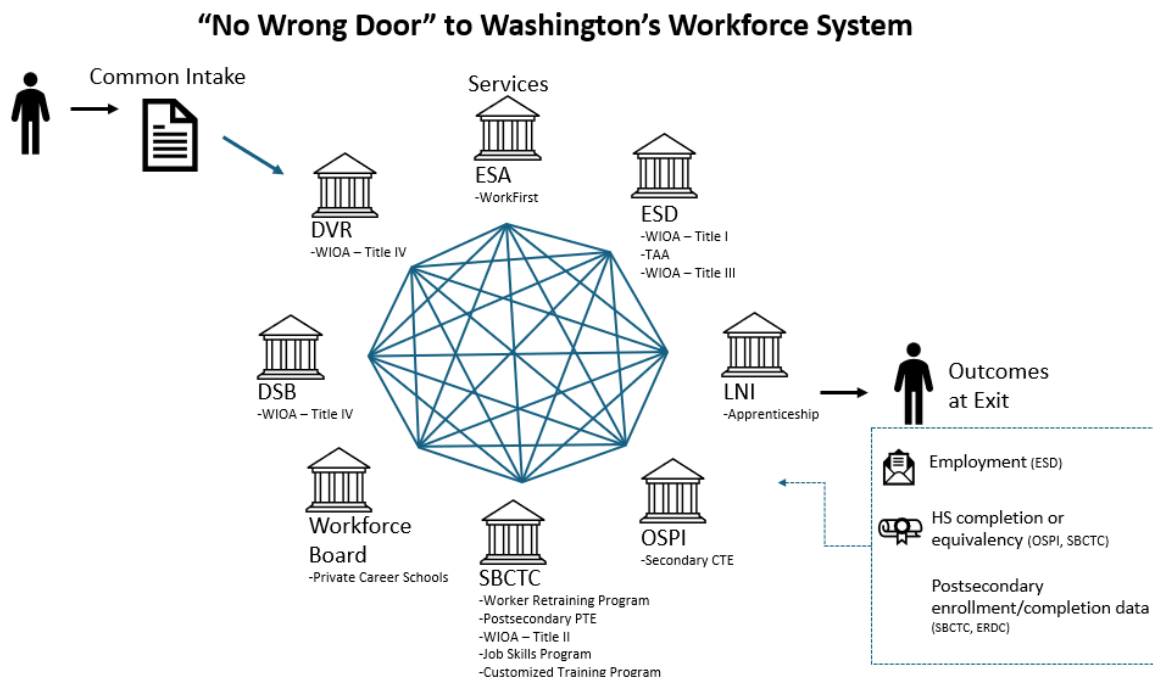 “No Wrong Door” to Washington’s Workforce System
Common Intake
Services
ESA
-WorkFirst
ESD
-WIOA – Title I
-TAA
-WIOA – Title III
DVR
-WIOA – Title IV
DSB
-WIOA – Title IV
LNI
-Apprenticeship
Outcomes
at Exit
Workforce
Board
-Private Career Schools
SBCTC
-Worker Retraining Program
-Postsecondary PTE
-WIOA – Title II
-Job Skills Program
-Customized Training Program
OSPI
-Secondary CTE
Employment (ESD)
HS completion or
equivalency (OSPI, SBCTC)
Postsecondary
enrollment/completion data
(SBCTC, ERDC)